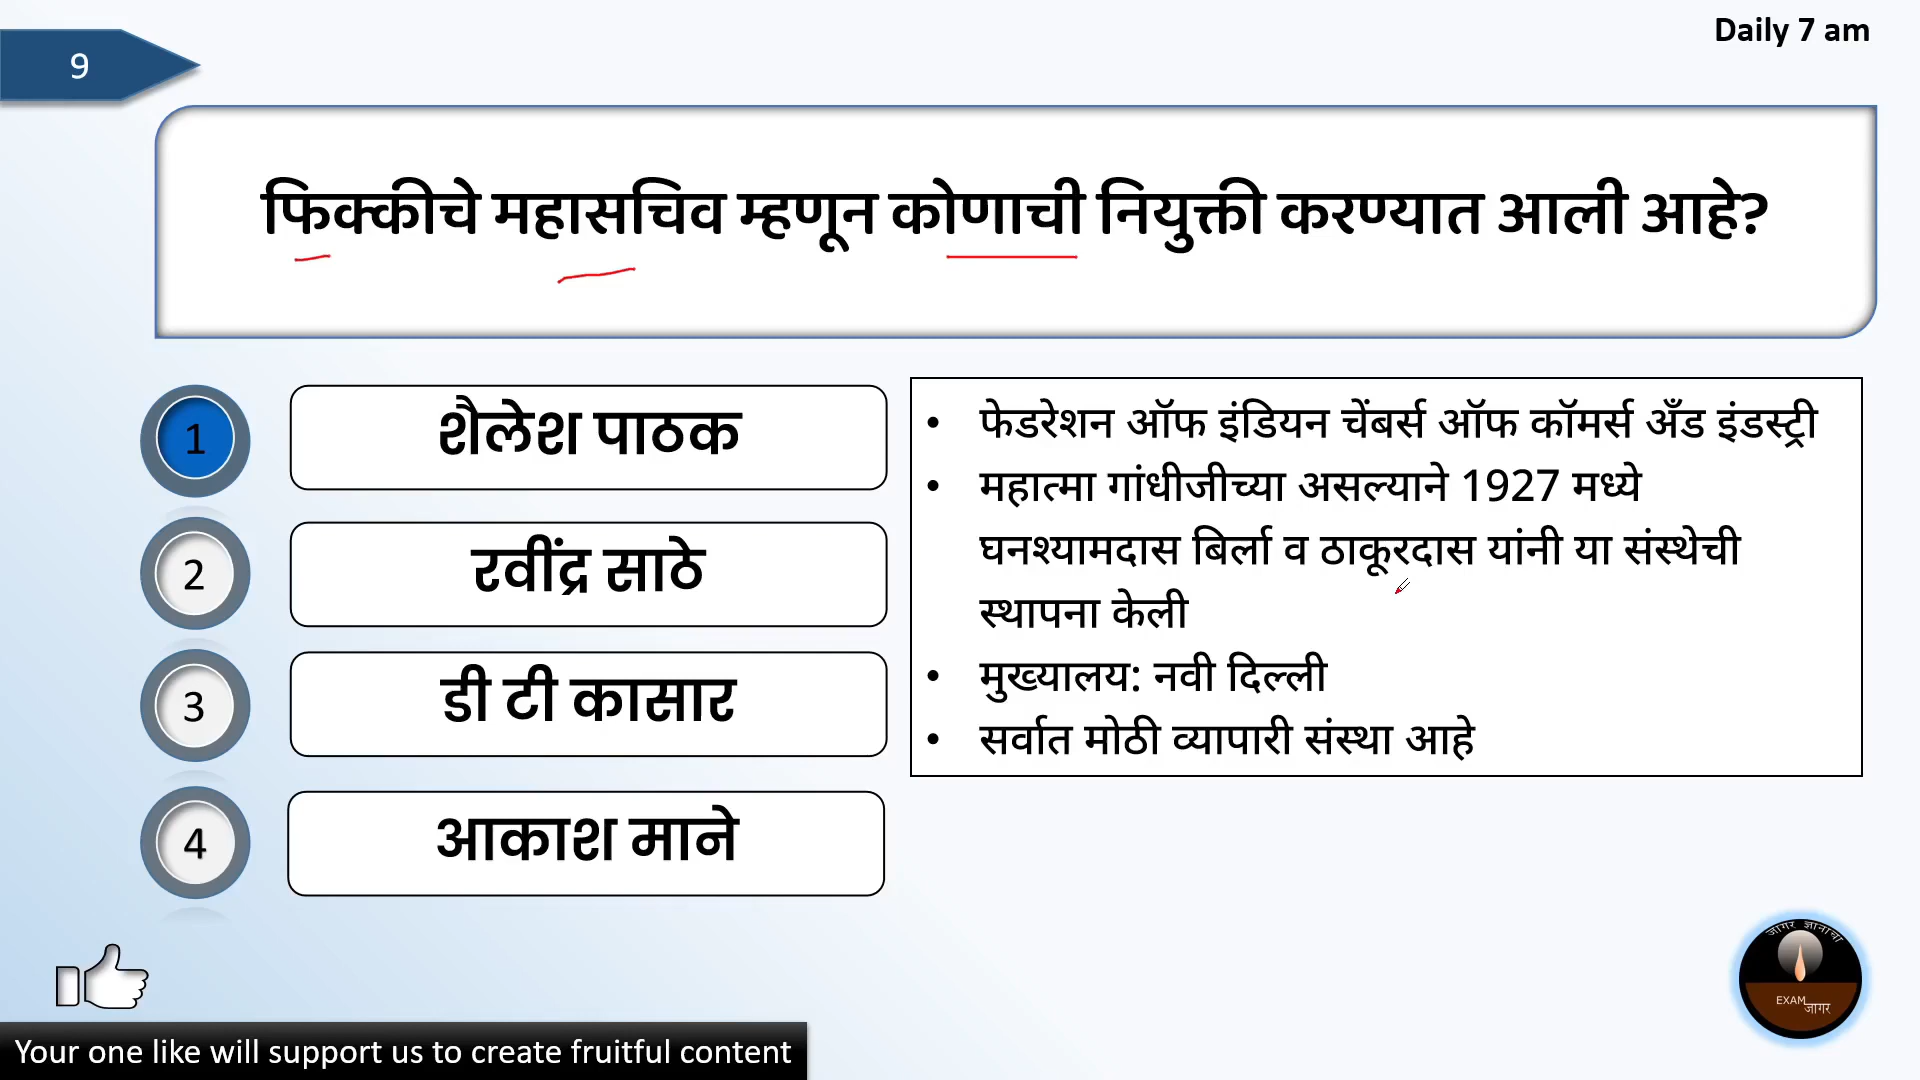 Daily 7 am
9
फिक्कीचे महासचिव म्हणून कोणाची नियुक्ती करण्यात आली आहे?
1
शैलेश पाठक
2
रवींद्र साठे
3
डी टी कासार
4
आकाश माने
• फेडरेशन ऑफ इंडियन चेंबर्स ऑफ कॉमर्स अँड इंडस्ट्री
• महात्मा गांधीजीच्या असल्याने 1927 मध्ये
घनश्यामदास बिर्ला व ठाकूरदास यांनी या संस्थेची
स्थापना केली
• मुख्यालय: नवी दिल्ली
• सर्वात मोठी व्यापारी संस्था आहे
जागर ज्ञानाचा
EXAM जागर
Your one like will support us to create fruitful content